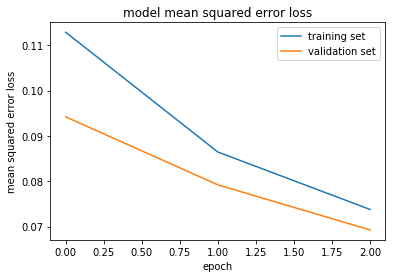 model mean squared error loss
training set
validation set
mean squared error loss
0.11
0.10
0.09
0.08
0.07
0.00 0.25 0.50 0.75 1.00 1.25 1.50 1.75 2.00
epoch